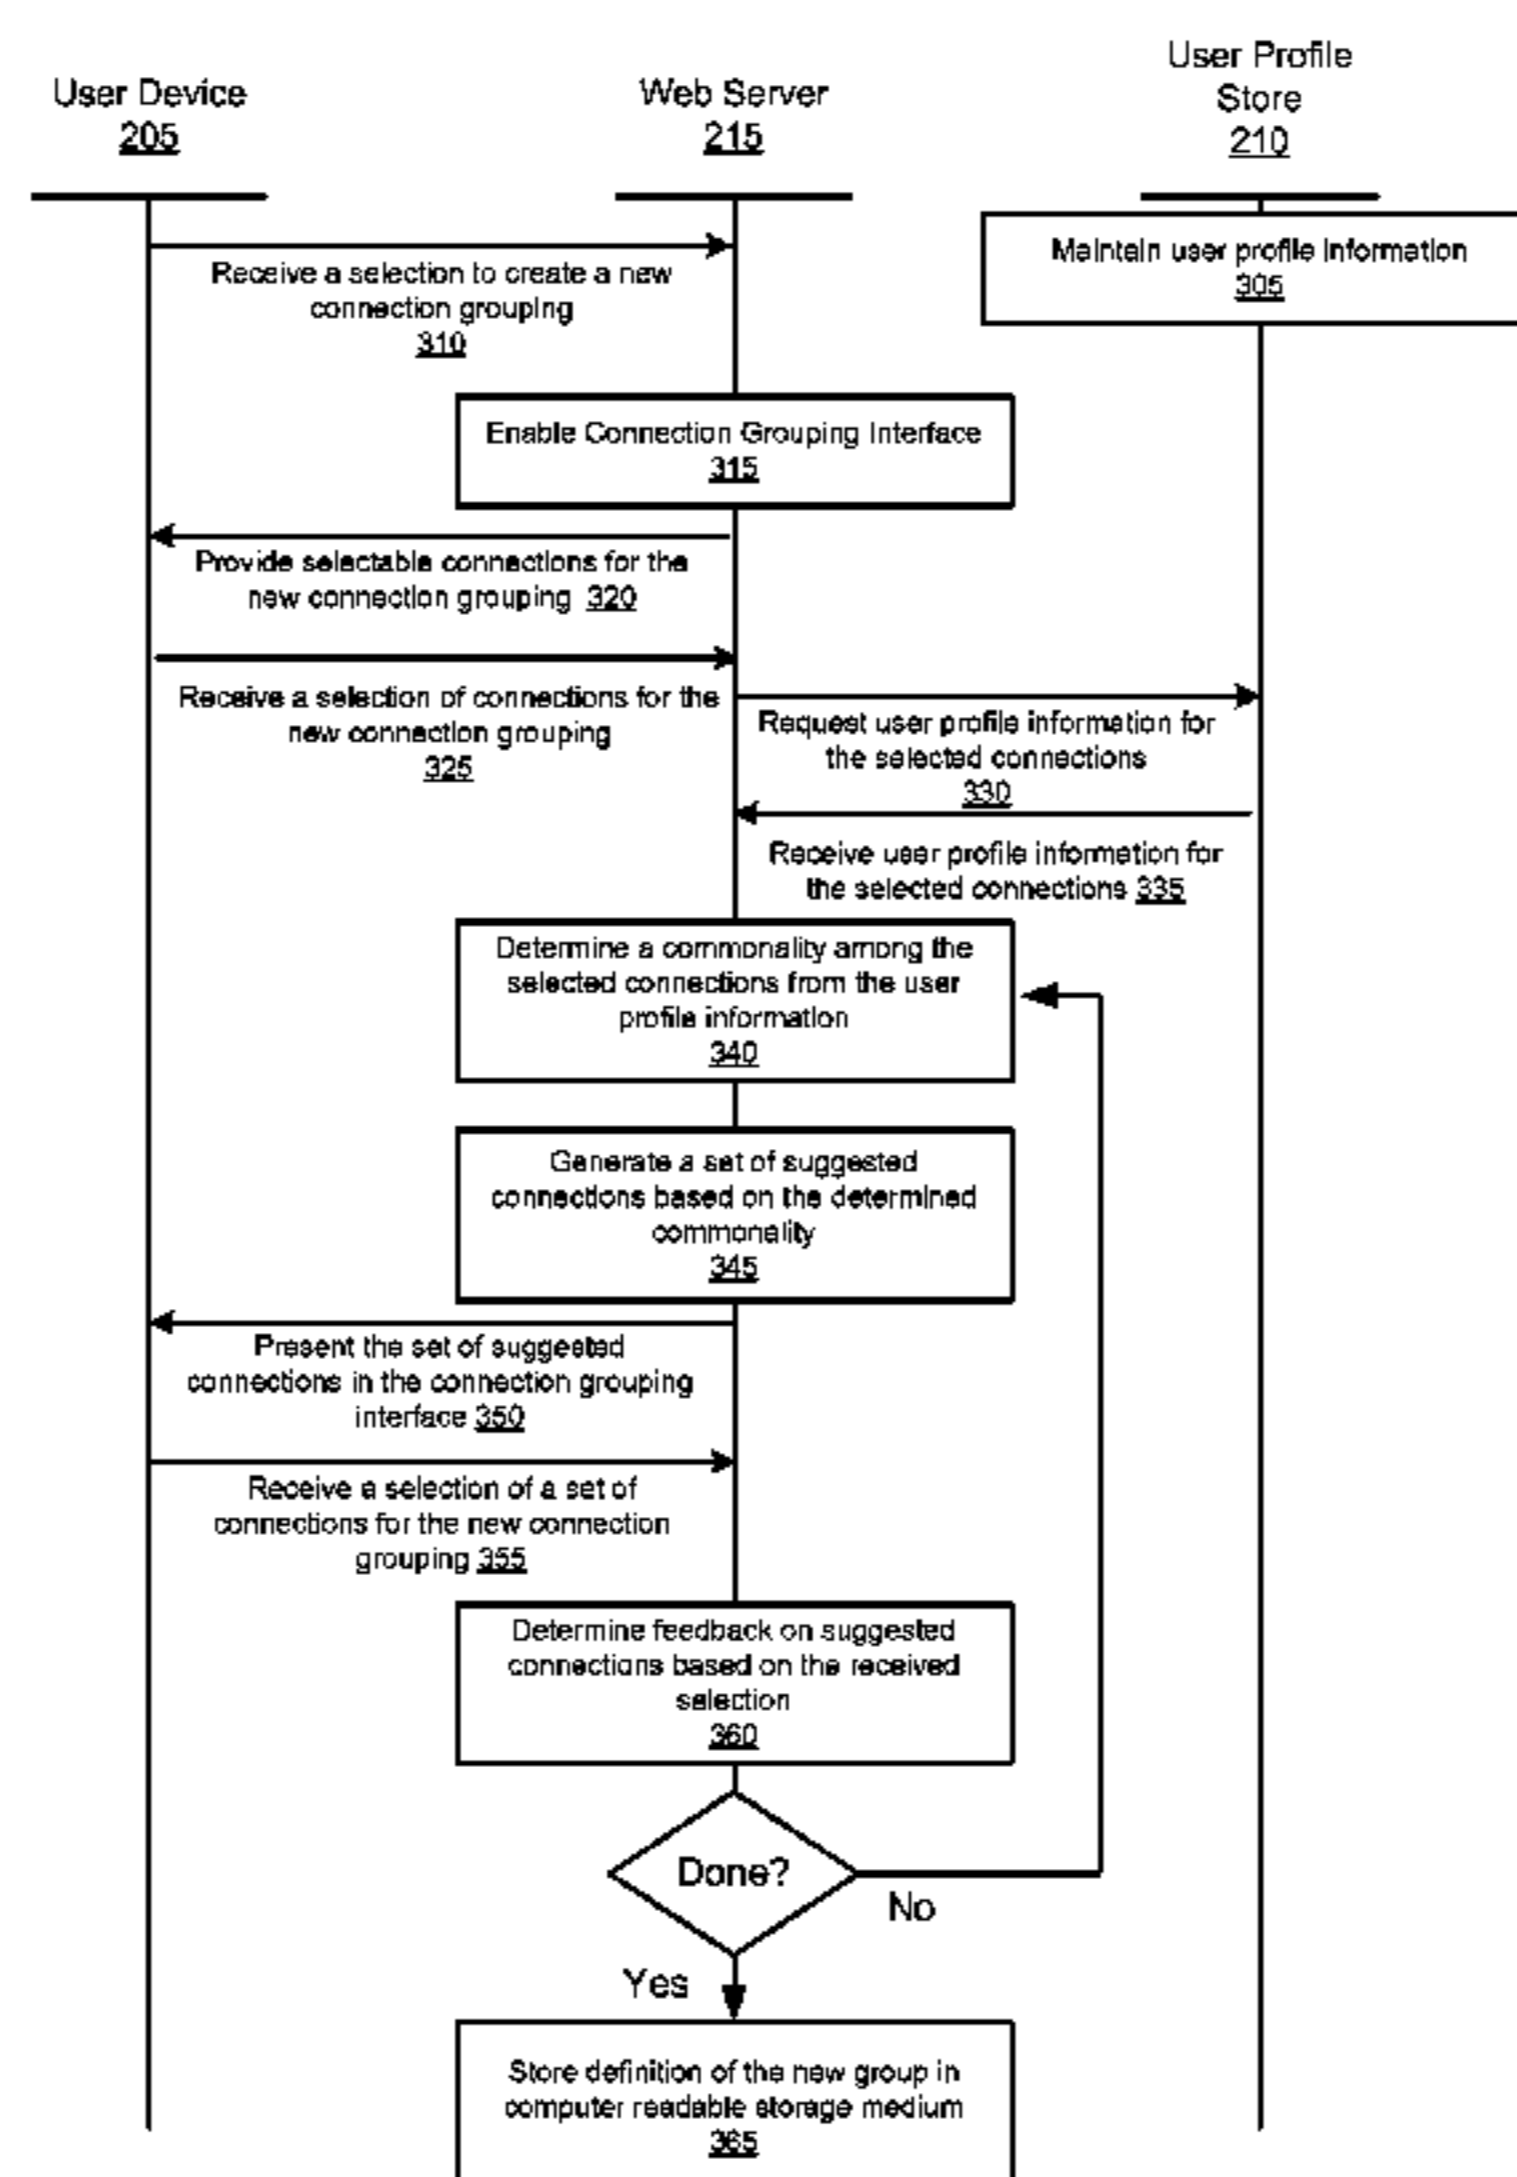 User Device
205
Web Server
215
User Profile
Store
210
Maintain user profile information
305
Receive a selection to create a new
connection grouping
310
Enable Connection Grouping Interface
315
Provide selectable connections for the
new connection grouping 320
Receive a selection of connections for the
new connection grouping
325
Request user profile information for
the selected connections
330
Receive user profile information for
the selected connections 335
Determine a commonality among the
selected connections from the user
profile information
340
Generate a set of suggested
connections based on the determined
commonality
345
Present the set of suggested
connections in the connection grouping
interface 350
Receive a selection of a set of
connections for the new connection
grouping 355
Determine feedback on suggested
connections based on the received
selection
360
Done?
No
Yes
Store definition of the new group in
computer readable storage medium
365